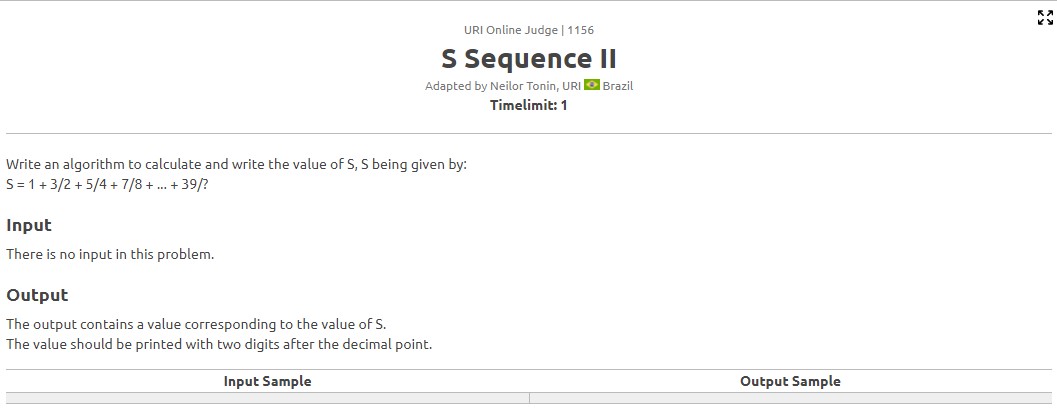 URI Online Judge | 1156
S Sequence II
Adapted by Neilor Tonin, URI Brazil
Timelimit: 1
Write an algorithm to calculate and write the value of S, S being given by:
S = 1 + 3/2 + 5/4 + 7/8 + ... + 39/?
Input
There is no input in this problem.
Output
The output contains a value corresponding to the value of S.
The value should be printed with two digits after the decimal point.
Input Sample Output Sample